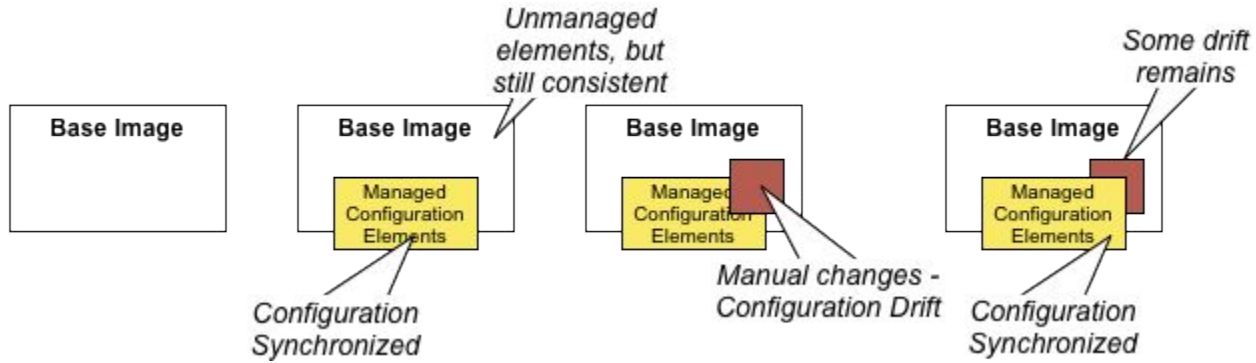 Unmanaged
elements, but
still consistent
Some drift
remains
Base Image
Base Image
Base Image
Base Image
Managed
Configuration
Elements
Managed
Configuration
Elements
Managed
Configuration
Elements
Configuration
Synchronized
Manual changes -
Configuration Drift
Configuration
Synchronized